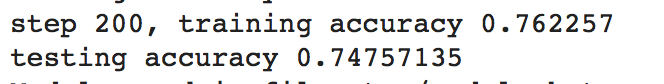 step 200, training accuracy 0.762257
testing accuracy 0.74757135